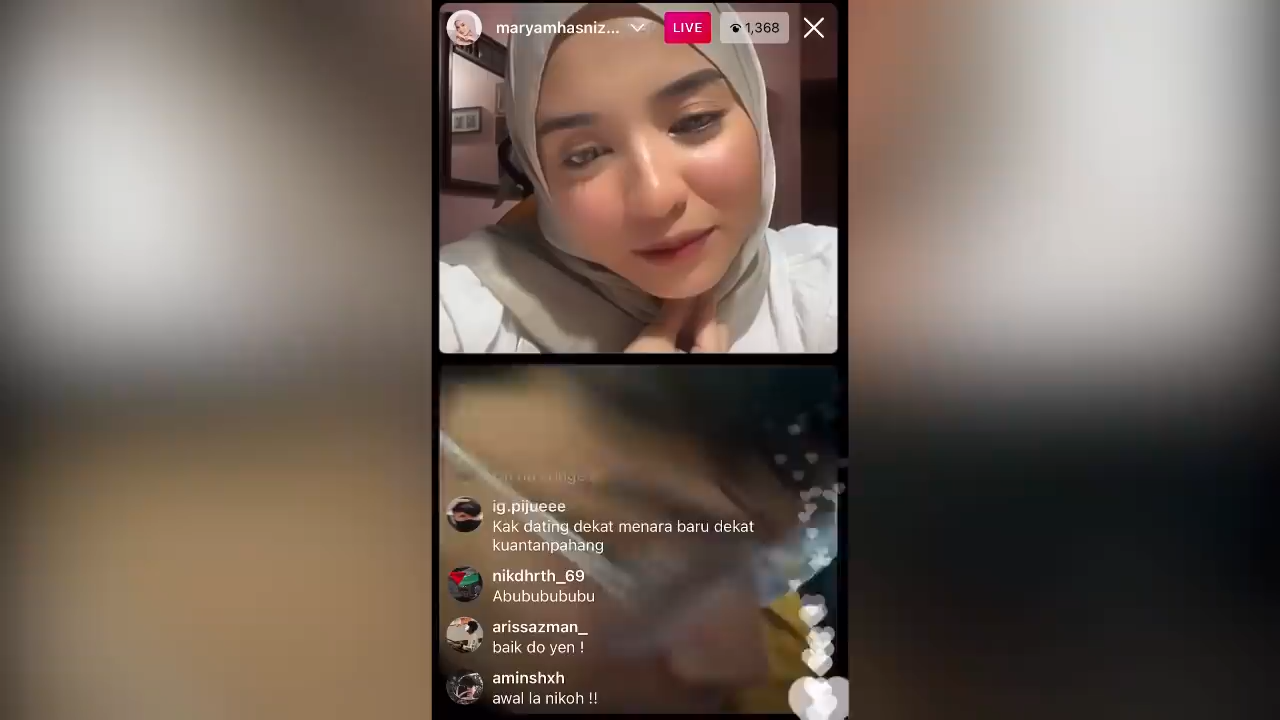 maryamhasniz...
LIVE
1,368
ig.pijueee
Kak dating dekat menara baru dekat
kuantanpahang
nikdhrth_69
Abubububububu
arissazman_
baik do yen !
aminshxh
awal la nikoh !!